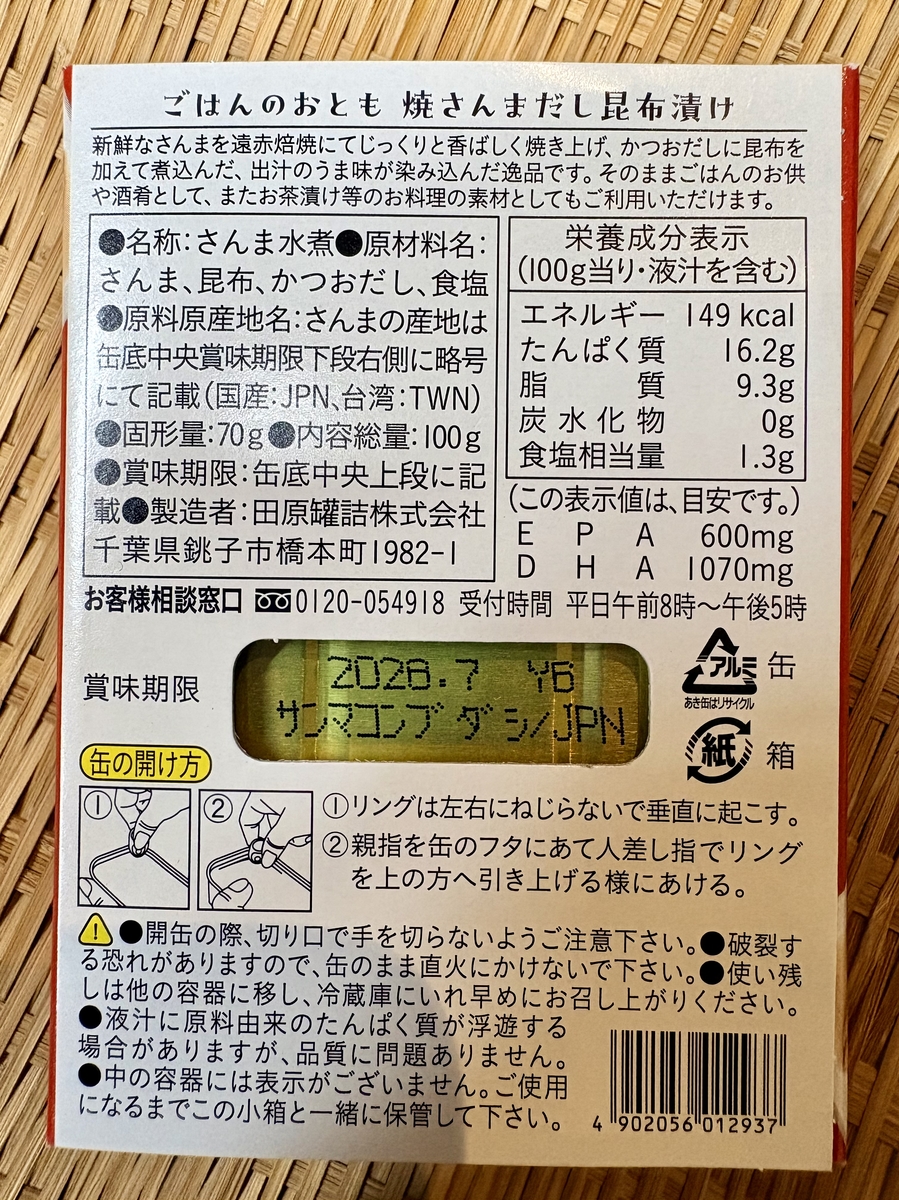 ごはんのおとも 焼さんまだし昆布漬け
新鮮なさんまを遠赤焙焼にてじっくりと香ばしく焼き上げ、かつおだしに昆布を
加えて煮込んだ、出汁のうま味が染み込んだ逸品です。そのままごはんのお供
や酒肴として、またお茶漬け等のお料理の素材としてもご利用いただけます。
●名称:さんま水煮●原材料名:
さんま、昆布、かつおだし、食塩
●原料原産地名:さんまの産地は
缶底中央賞味期限下段右側に略号
にて記載(国産:JPN、台湾:TWN)
●固形量:70g●内容総量:100g
●賞味期限:缶底中央上段に記
載●製造者:田原罐詰株式会社
千葉県銚子市橋本町1982-1
栄養成分表示
(100g当り・液汁を含む)
エネルギー 149 kcal
たんぱく質 16.2g
脂質 9.3g
炭水化物 0g
食塩相当量 1.3g
(この表示値は、目安です。)
EPA 600mg
DHA 1070mg
お客様相談窓口 0120-054918 受付時間 平日午前8時〜午後5時
賞味期限
2028.7 Y6
サンマコンブダシ/JPN
アルミ 缶
あき缶はリサイクル
紙 箱
缶の開け方
① ②
①リングは左右にねじらないで垂直に起こす。
②親指を缶のフタにあて人差し指でリング
を上の方へ引き上げる様にあける。
●開缶の際、切り口で手を切らないようご注意下さい。●破裂す
る恐れがありますので、缶のまま直火にかけないで下さい。●使い残
しは他の容器に移し、冷蔵庫にいれ早めにお召し上がりください。
●液汁に原料由来のたんぱく質が浮遊する
場合がありますが、品質に問題ありません。
●中の容器には表示がございません。ご使用
になるまでこの小箱と一緒に保管して下さい。
4 902056 012937